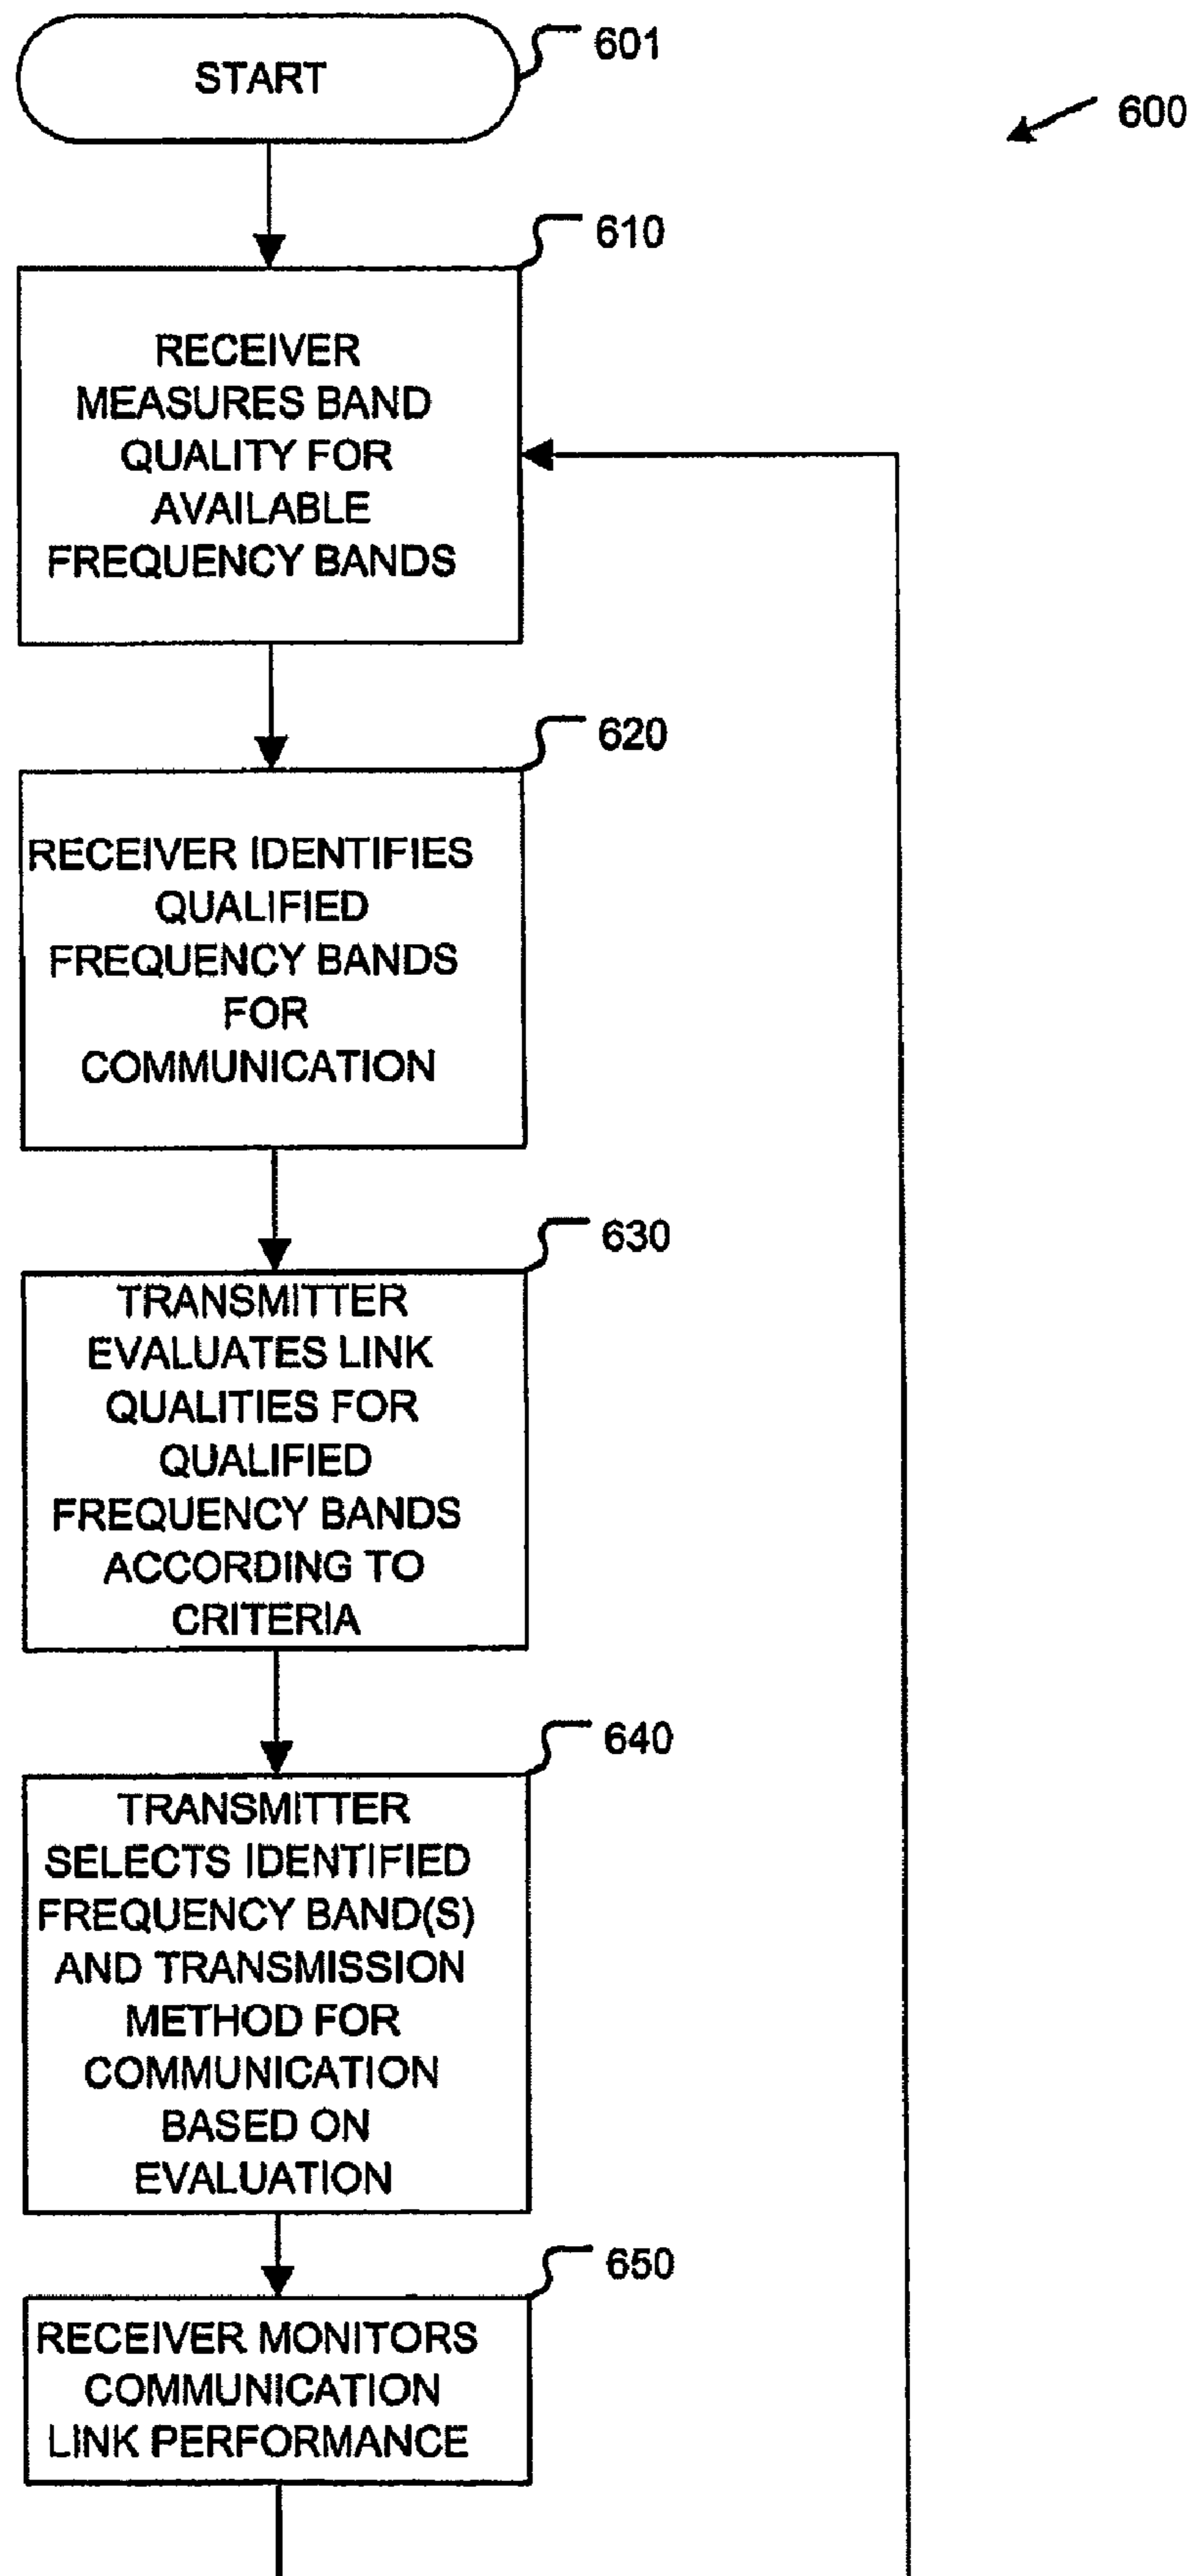 START
601
600
610
RECEIVER
MEASURES BAND
QUALITY FOR
AVAILABLE
FREQUENCY BANDS
620
RECEIVER IDENTIFIES
QUALIFIED
FREQUENCY BANDS
FOR
COMMUNICATION
630
TRANSMITTER
EVALUATES LINK
QUALITIES FOR
QUALIFIED
FREQUENCY BANDS
ACCORDING TO
CRITERIA
640
TRANSMITTER
SELECTS IDENTIFIED
FREQUENCY BAND(S)
AND TRANSMISSION
METHOD FOR
COMMUNICATION
BASED ON
EVALUATION
650
RECEIVER MONITORS
COMMUNICATION
LINK PERFORMANCE